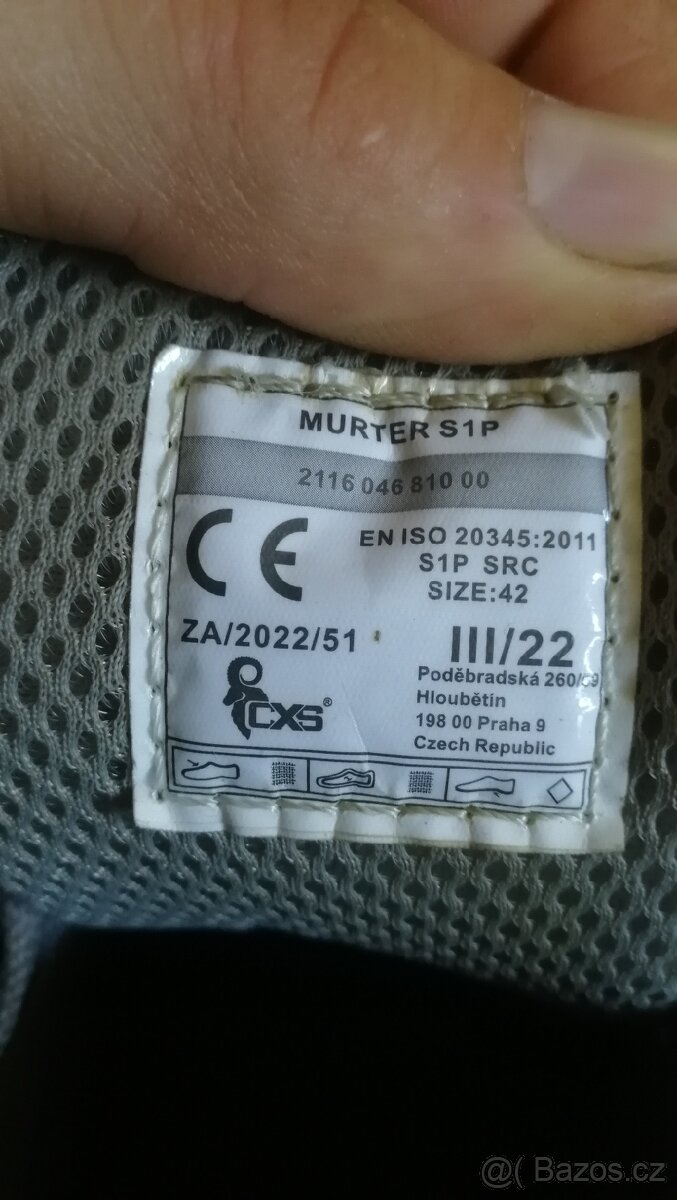 MURTER S1P
2116 046 810 00
CE
EN ISO 20345:2011
S1P SRC
SIZE:42
ZA/2022/51
III/22
CXS®
Poděbradská 260/59
Hloubětín
198 00 Praha 9
Czech Republic
@( Bazos.cz